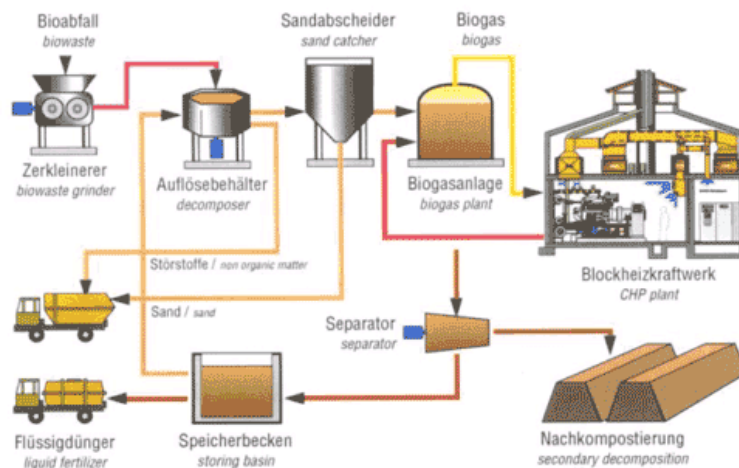 Bioabfall
biowaste
Sandabscheider
sand catcher
Biogas
biogas
Zerkleinerer
biowaste grinder
Auflösebehälter
decomposer
Biogasanlage
biogas plant
Störstoffe / non organic matter
Blockheizkraftwerk
CHP plant
Sand / sand
Separator
separator
Flüssigdünger
liquid fertilizer
Speicherbecken
storing basin
Nachkompostierung
secondary decomposition